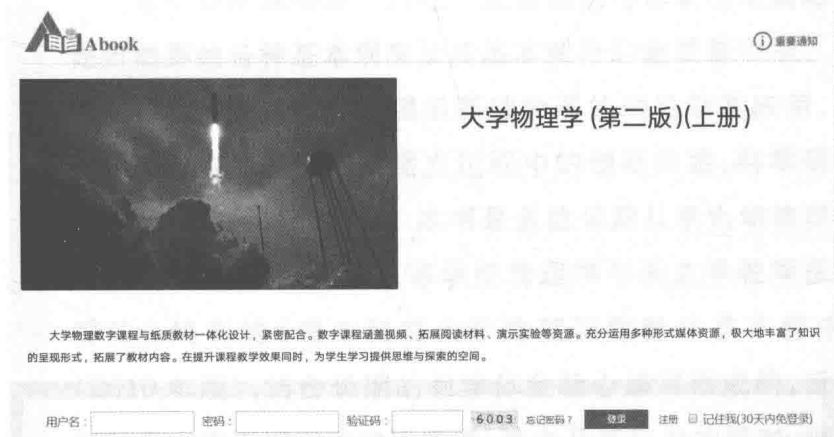 Abook
重要通知
大学物理学(第二版)(上册)
大学物理数字课程与纸质教材一体化设计，紧密配合。数字课程涵盖视频、拓展阅读材料、演示实验等资源。充分运用多种形式媒体资源，极大地丰富了知识
的呈现形式，拓展了教材内容。在提升课程教学效果同时，为学生学习提供思维与探索的空间。
用户名： 密码： 验证码： 6003 忘记密码？ 登录 注册 记住我(30天内免登录)